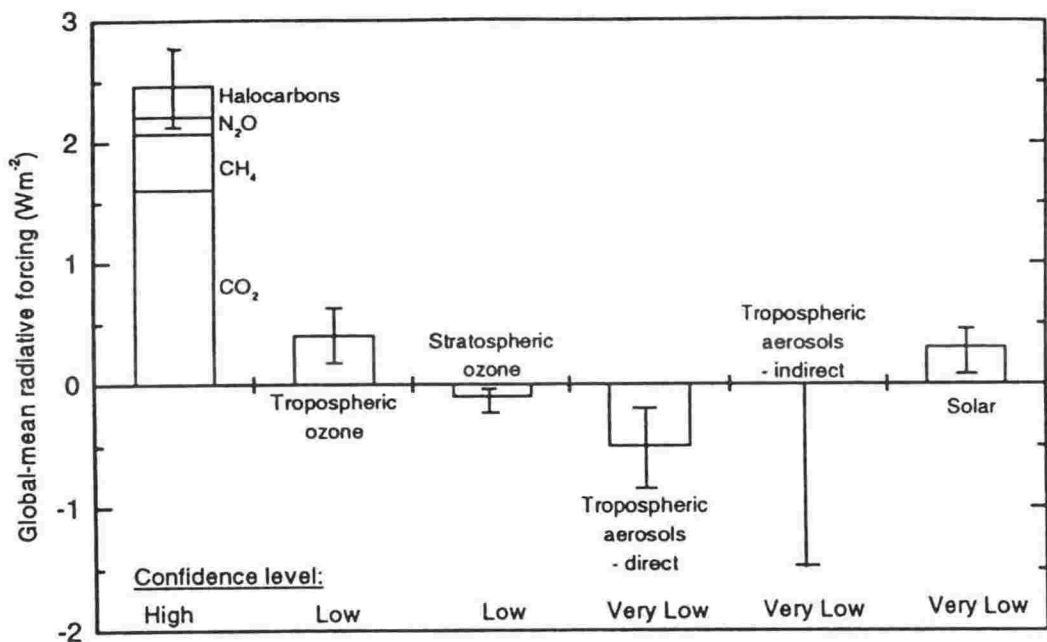 Global-mean radiative forcing (Wm⁻²)
3
2
1
0
-1
-2
Halocarbons
N₂O
CH₄
CO₂
Tropospheric
ozone
Stratospheric
ozone
Tropospheric
aerosols
- direct
Tropospheric
aerosols
- indirect
Solar
Confidence level:
High Low Low Very Low Very Low Very Low